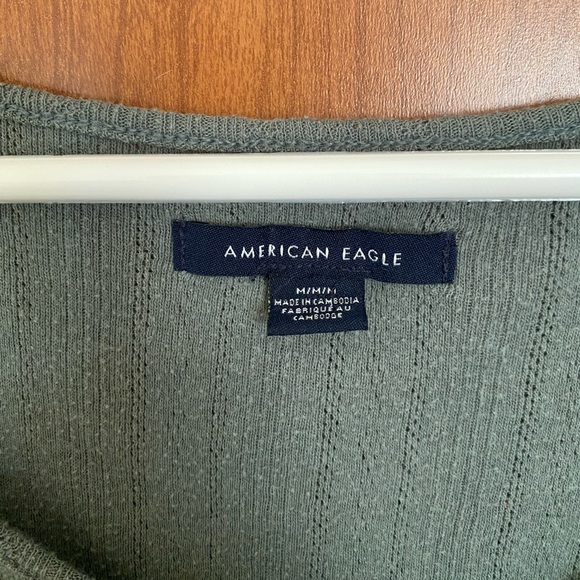 AMERICAN EAGLE
M/M/M
MADE IN CAMBODIA
FABRIQUÉ AU
CAMBODGE